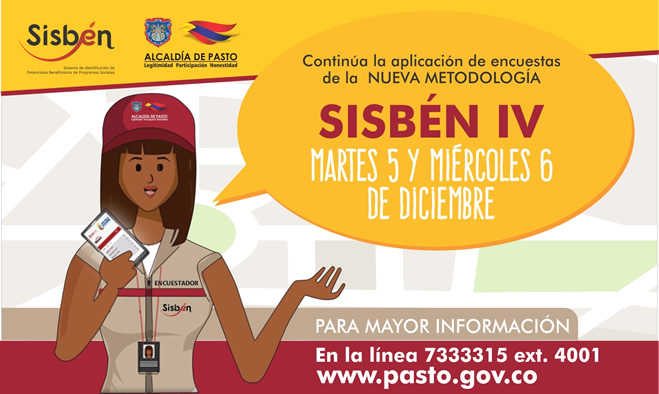 Sisbén
Sistema de Identificación de
Potenciales Beneficiarios de Programas Sociales
ALCALDÍA DE PASTO
Legitimidad Participación Honestidad
Continúa la aplicación de encuestas
de la NUEVA METODOLOGÍA
SISBÉN IV
MARTES 5 Y MIÉRCOLES 6
DE DICIEMBRE
ALCALDÍA DE PASTO
ENCUESTADOR
Sisbén
PARA MAYOR INFORMACIÓN
En la línea 7333315 ext. 4001
www.pasto.gov.co